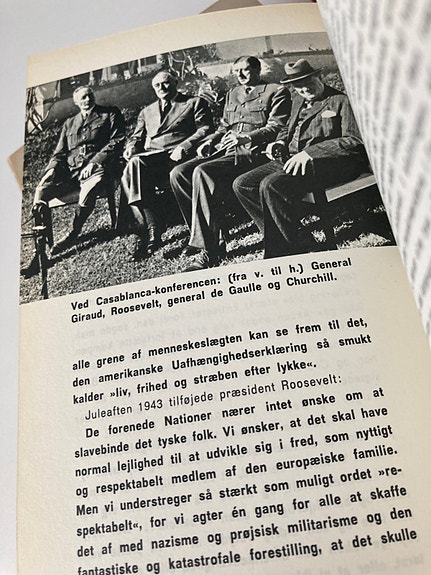 Ved Casablanca-konferencen: (fra v. til h.) General
Giraud, Roosevelt, general de Gaulle og Churchill.
alle grene af menneskeslægten kan se frem til det,
den amerikanske Uafhængighedserklæring så smukt
kalder »liv, frihed og stræben efter lykke«.
Juleaften 1943 tilføjede præsident Roosevelt:
De forenede Nationer nærer intet ønske om at
slavebinde det tyske folk. Vi ønsker, at det skal have
normal lejlighed til at udvikle sig i fred, som nyttigt
og respektabelt medlem af den europæiske familie.
Men vi understreger så stærkt som muligt ordet »re-
spektabelt«, for vi agter én gang for alle at skaffe
det af med nazisme og prøjsisk militarisme og den
fantastiske og katastrofale forestilling, at det skulle